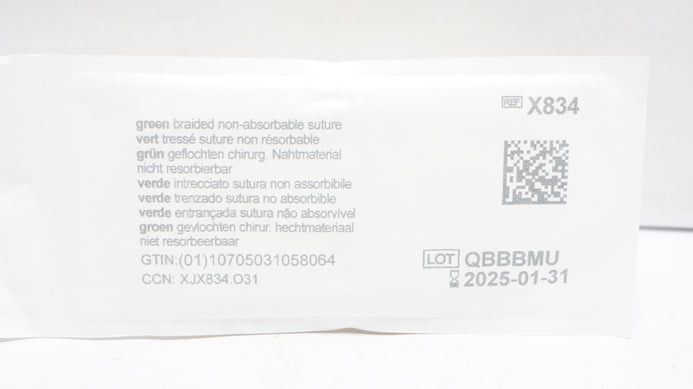 green braided non-absorbable suture
vert tressé suture non résorbable
grün geflochten chirurg. Nahtmaterial
nicht resorbierbar
verde intrecciato sutura non assorbibile
verde trenzado sutura no absorbible
verde entrançada sutura não absorvível
groen gevlochten chirur. hechtmateriaal
niet resorbeerbaar
GTIN:(01)10705031058064
CCN: XJX834.O31
REF X834
LOT QBBBMU
2025-01-31